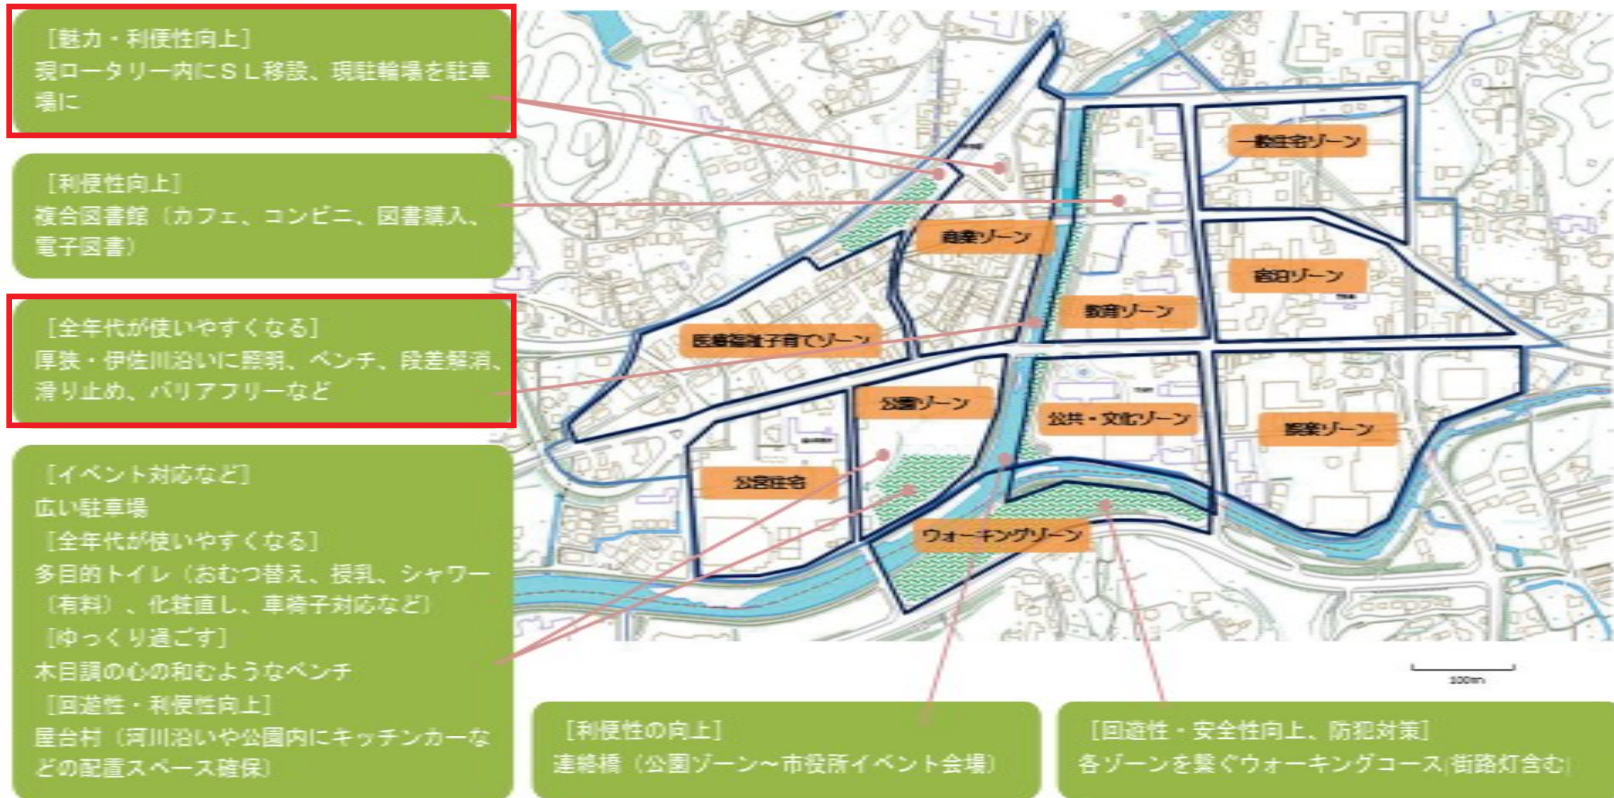 ［魅力・利便性向上］
現ロータリー内にＳＬ移設、現駐輪場を駐車
場に
［利便性向上］
複合図書館（カフェ、コンビニ、図書購入、
電子図書）
［全年代が使いやすくなる］
厚狭・伊佐川沿いに照明、ベンチ、段差解消、
滑り止め、バリアフリーなど
［イベント対応など］
広い駐車場
［全年代が使いやすくなる］
多目的トイレ（おむつ替え、授乳、シャワー
（有料）、化粧直し、車椅子対応など）
［ゆっくり過ごす］
木目調の心の和むようなベンチ
［回遊性・利便性向上］
屋台村（河川沿いや公園内にキッチンカーな
どの配置スペース確保）
一般住宅ゾーン
商業ゾーン
宿泊ゾーン
教育ゾーン
医療福祉子育てゾーン
公園ゾーン
公共・文化ゾーン
娯楽ゾーン
公営住宅
ウォーキングゾーン
100m
［利便性の向上］
連絡橋（公園ゾーン～市役所イベント会場）
［回遊性・安全性向上、防犯対策］
各ゾーンを繋ぐウォーキングコース(街路灯含む)